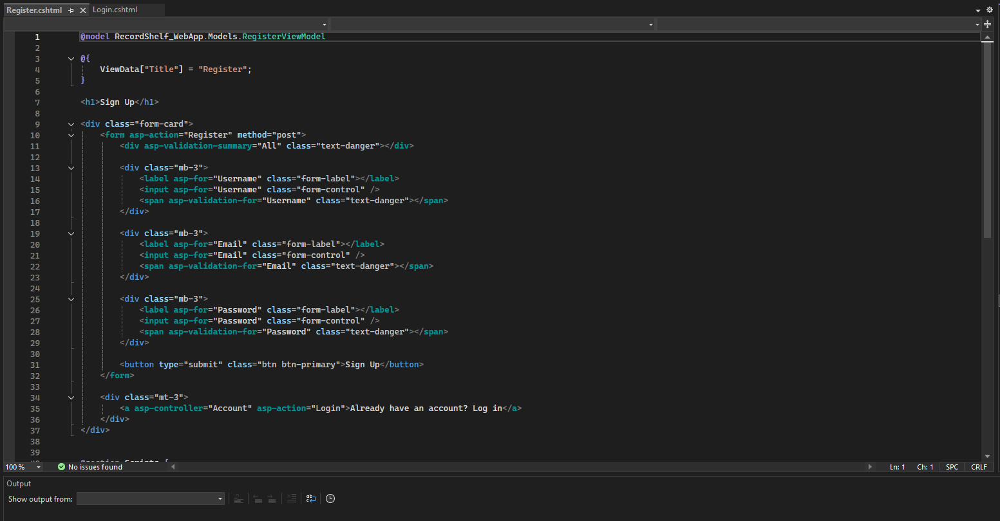 Register.cshtml
Login.cshtml
1 @model RecordShelf_WebApp.Models.RegisterViewModel
2
3 @{
4 ViewData["Title"] = "Register";
5 }
6
7 <h1>Sign Up</h1>
8
9 <div class="form-card">
10 <form asp-action="Register" method="post">
11 <div asp-validation-summary="All" class="text-danger"></div>
12
13 <div class="mb-3">
14 <label asp-for="Username" class="form-label"></label>
15 <input asp-for="Username" class="form-control" />
16 <span asp-validation-for="Username" class="text-danger"></span>
17 </div>
18
19 <div class="mb-3">
20 <label asp-for="Email" class="form-label"></label>
21 <input asp-for="Email" class="form-control" />
22 <span asp-validation-for="Email" class="text-danger"></span>
23 </div>
24
25 <div class="mb-3">
26 <label asp-for="Password" class="form-label"></label>
27 <input asp-for="Password" class="form-control" />
28 <span asp-validation-for="Password" class="text-danger"></span>
29 </div>
30
31 <button type="submit" class="btn btn-primary">Sign Up</button>
32 </form>
33
34 <div class="mt-3">
35 <a asp-controller="Account" asp-action="Login">Already have an account? Log in</a>
36 </div>
37 </div>
38
39
@section Scripts {
100 % No issues found Ln: 1 Ch: 1 SPC CRLF
Output
Show output from: